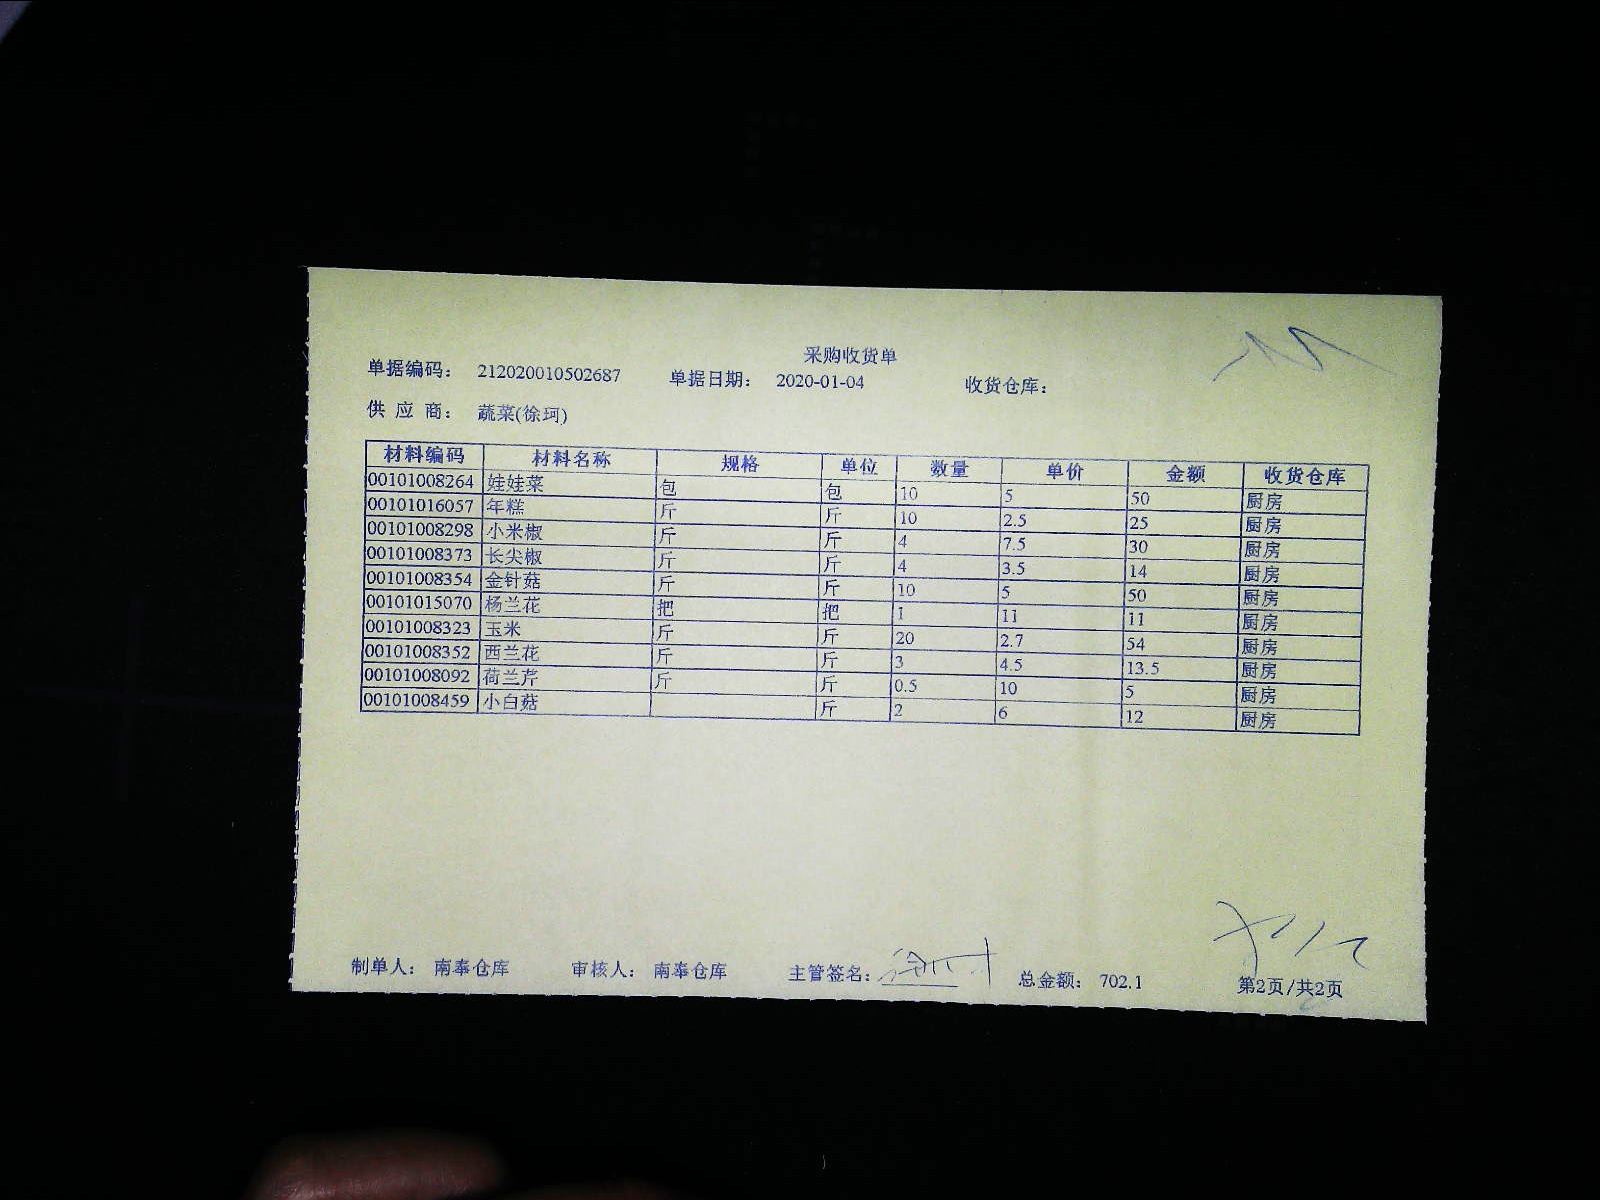 采购收货单
单据编码： 212020010502687 单据日期： 2020-01-04 收货仓库：
供 应 商： 蔬菜(徐珂)
材料编码 材料名称 规格 单位 数量 单价 金额 收货仓库
00101008264 娃娃菜 包 包 10 5 50 厨房
00101016057 年糕 斤 斤 10 2.5 25 厨房
00101008298 小米椒 斤 斤 4 7.5 30 厨房
00101008373 长尖椒 斤 斤 4 3.5 14 厨房
00101008354 金针菇 斤 斤 10 5 50 厨房
00101015070 杨兰花 把 把 1 11 11 厨房
00101008323 玉米 斤 斤 20 2.7 54 厨房
00101008352 西兰花 斤 斤 3 4.5 13.5 厨房
00101008092 荷兰芹 斤 斤 0.5 10 5 厨房
00101008459 小白菇 斤 2 6 12 厨房
制单人： 南奉仓库 审核人： 南奉仓库 主管签名： 总金额： 702.1 第2页/共2页